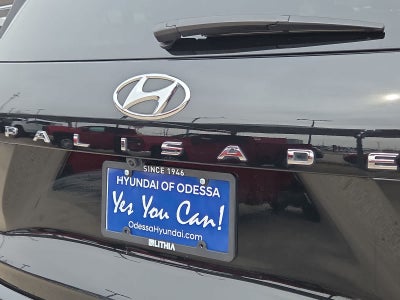 PALISADE
SINCE 1946
HYUNDAI OF ODESSA
Yes You Can!
OdessaHyundai.com
LITHIA